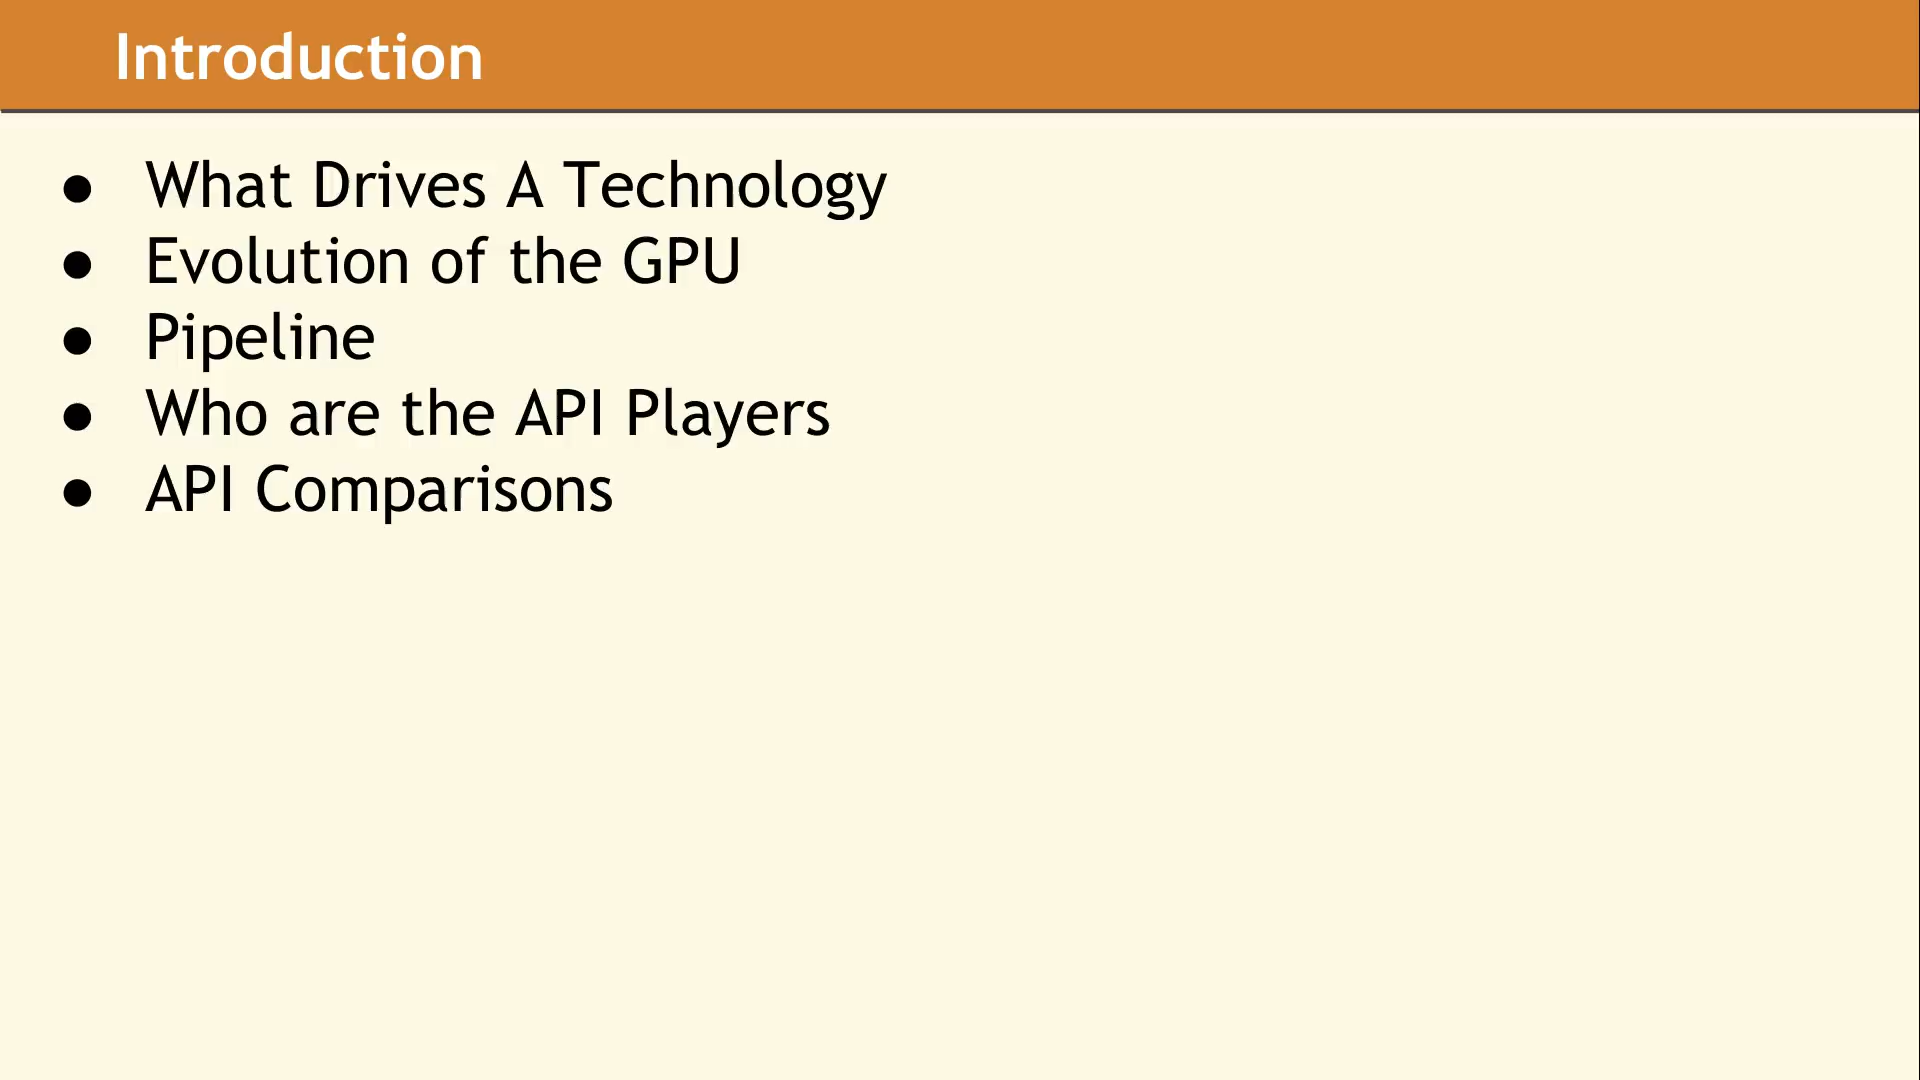 Introduction
● What Drives A Technology
● Evolution of the GPU
● Pipeline
● Who are the API Players
● API Comparisons